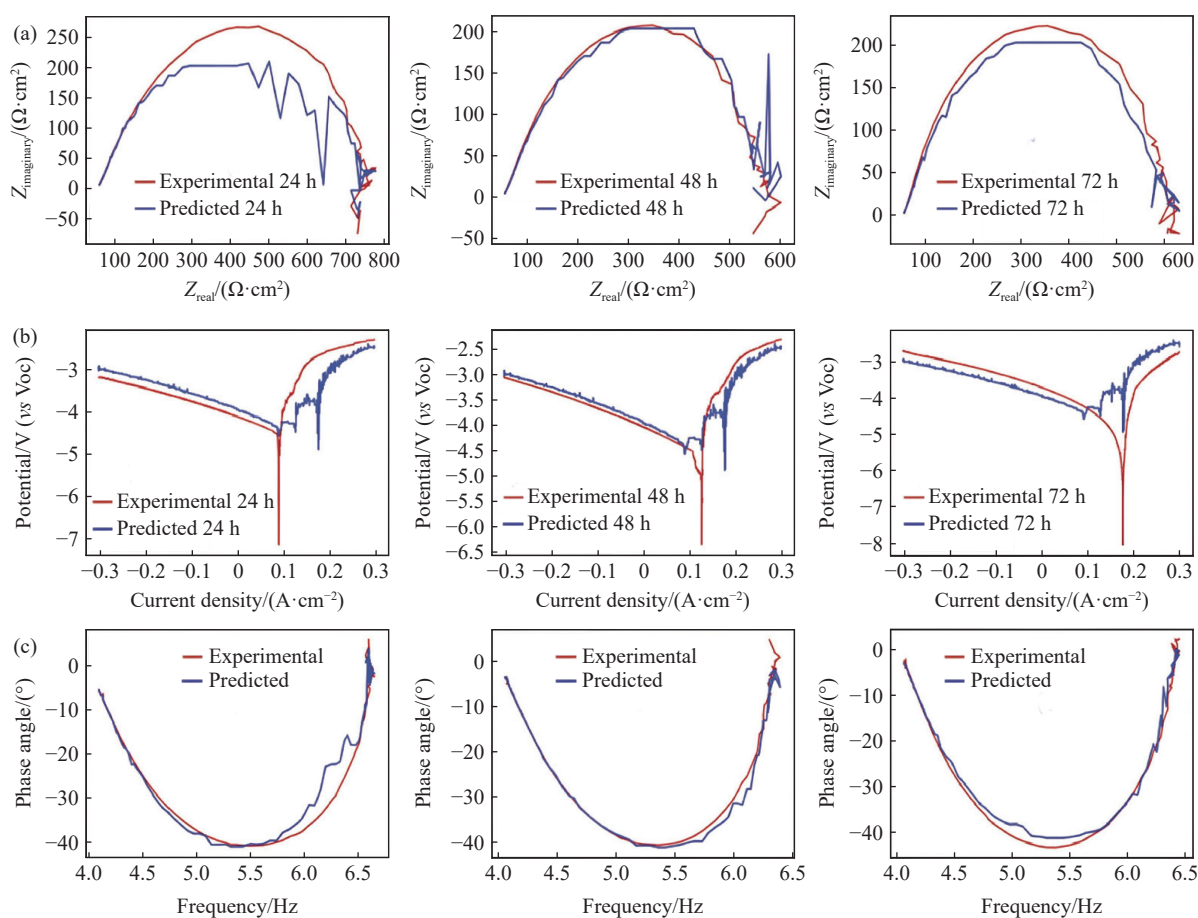 (a)
250
200
150
100
50
0
−50
Z_imaginary/(Ω·cm²)
Experimental 24 h
Predicted 24 h
100 200 300 400 500 600 700 800
Z_real/(Ω·cm²)
200
150
100
50
0
−50
Z_imaginary/(Ω·cm²)
Experimental 48 h
Predicted 48 h
100 200 300 400 500 600
Z_real/(Ω·cm²)
200
150
100
50
0
Z_imaginary/(Ω·cm²)
Experimental 72 h
Predicted 72 h
100 200 300 400 500 600
Z_real/(Ω·cm²)
(b)
−3
−4
−5
−6
−7
Potential/V (vs Voc)
Experimental 24 h
Predicted 24 h
−0.3 −0.2 −0.1 0 0.1 0.2 0.3
Current density/(A·cm⁻²)
−2.5
−3.0
−3.5
−4.0
−4.5
−5.0
−5.5
−6.0
−6.5
Potential/V (vs Voc)
Experimental 48 h
Predicted 48 h
−0.3 −0.2 −0.1 0 0.1 0.2 0.3
Current density/(A·cm⁻²)
−3
−4
−5
−6
−7
−8
Potential/V (vs Voc)
Experimental 72 h
Predicted 72 h
−0.3 −0.2 −0.1 0 0.1 0.2 0.3
Current density/(A·cm⁻²)
(c)
0
−10
−20
−30
−40
Phase angle/(°)
Experimental
Predicted
4.0 4.5 5.0 5.5 6.0 6.5
Frequency/Hz
0
−10
−20
−30
−40
Phase angle/(°)
Experimental
Predicted
4.0 4.5 5.0 5.5 6.0 6.5
Frequency/Hz
0
−10
−20
−30
−40
Phase angle/(°)
Experimental
Predicted
4.0 4.5 5.0 5.5 6.0 6.5
Frequency/Hz